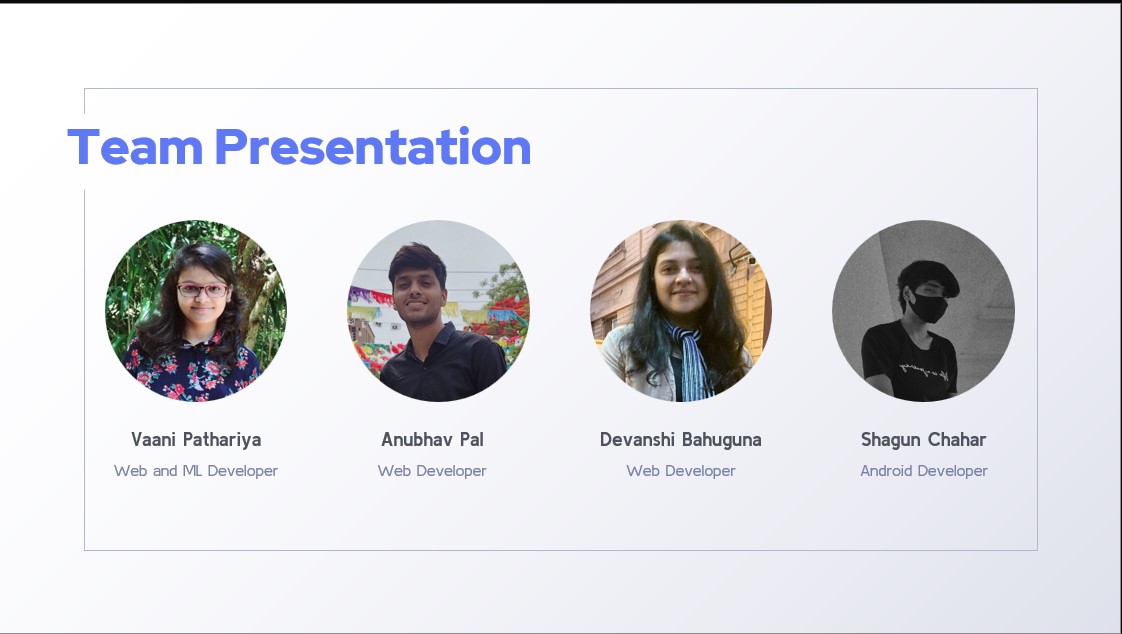 Team Presentation
Vaani Pathariya
Anubhav Pal
Devanshi Bahuguna
Shagun Chahar
Web and ML Developer
Web Developer
Web Developer
Android Developer